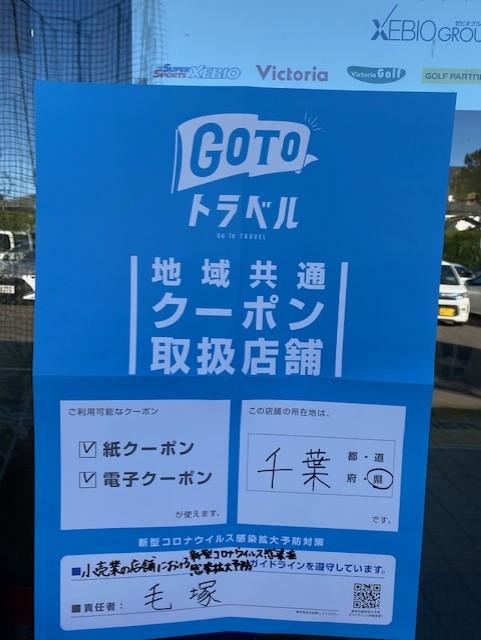 ゼビオグル
XEBIO GROU
SUPER SPORTS XEBIO Victoria Victoria Golf GOLF PARTN
GOTO
トラベル
Go To TRAVEL
地域共通
クーポン
取扱店舗
ご利用可能なクーポン
☑紙クーポン
☑電子クーポン
が使えます。
この店舗の所在地は、
千葉 都・道
府・県
です。
新型コロナウイルス感染拡大予防対策
■小売業の店舗における新型コロナウイルス感染症
感染拡大予防ガイドラインを遵守しています。
■責任者: 毛塚